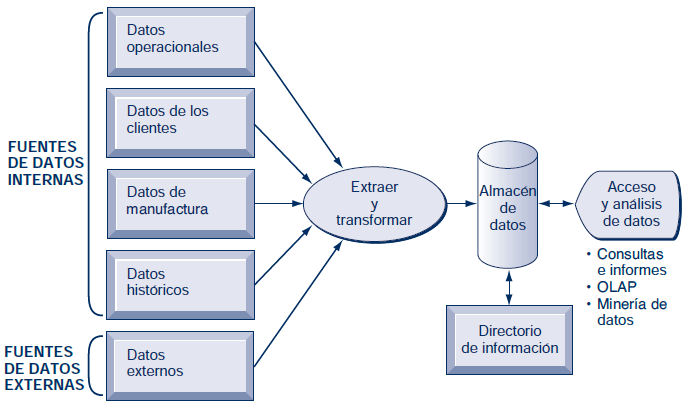 FUENTES
DE DATOS
INTERNAS
Datos
operacionales
Datos de los
clientes
Datos de
manufactura
Datos
históricos
FUENTES
DE DATOS
EXTERNAS
Datos
externos
Extraer
y
transformar
Almacén
de
datos
Directorio
de información
Acceso
y análisis
de datos
• Consultas
e informes
• OLAP
• Minería de
datos